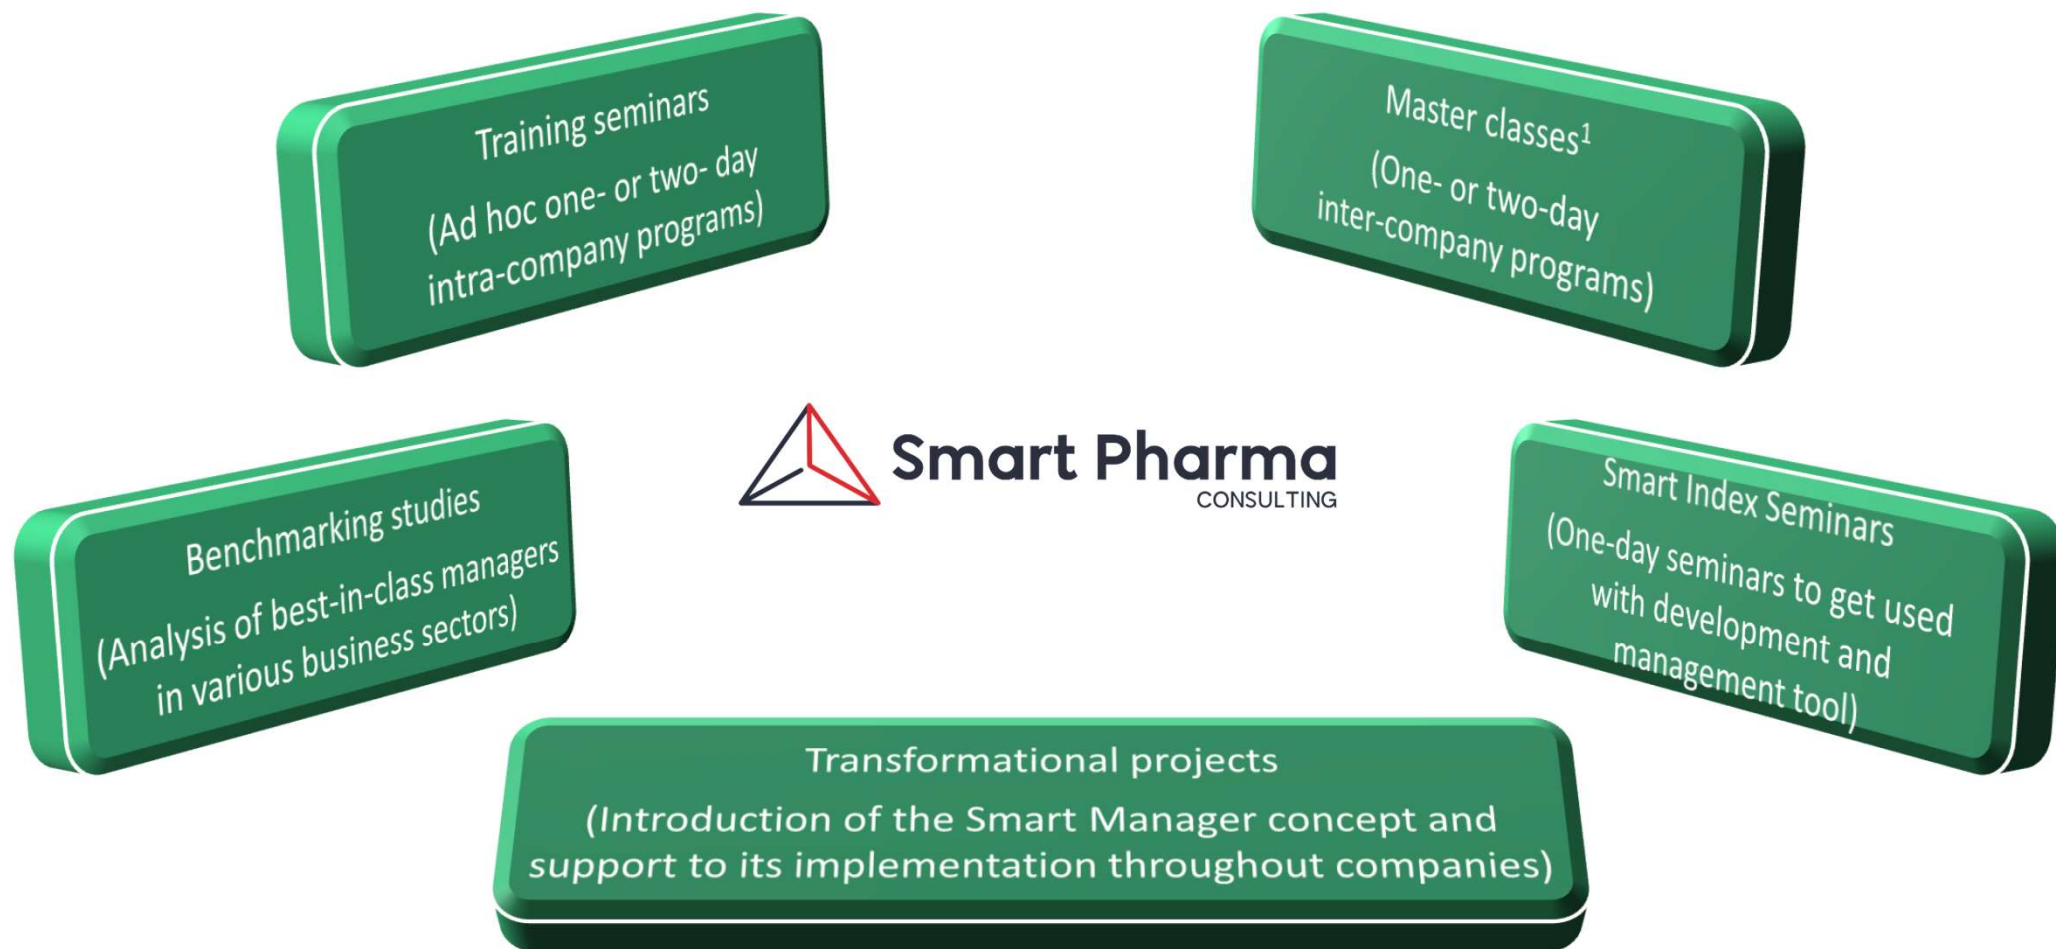 Training seminars
(Ad hoc one- or two- day
intra-company programs)
Master classes¹
(One- or two-day
inter-company programs)
Smart Pharma
CONSULTING
Benchmarking studies
(Analysis of best-in-class managers
in various business sectors)
Smart Index Seminars
(One-day seminars to get used
with development and
management tool)
Transformational projects
(Introduction of the Smart Manager concept and
support to its implementation throughout companies)